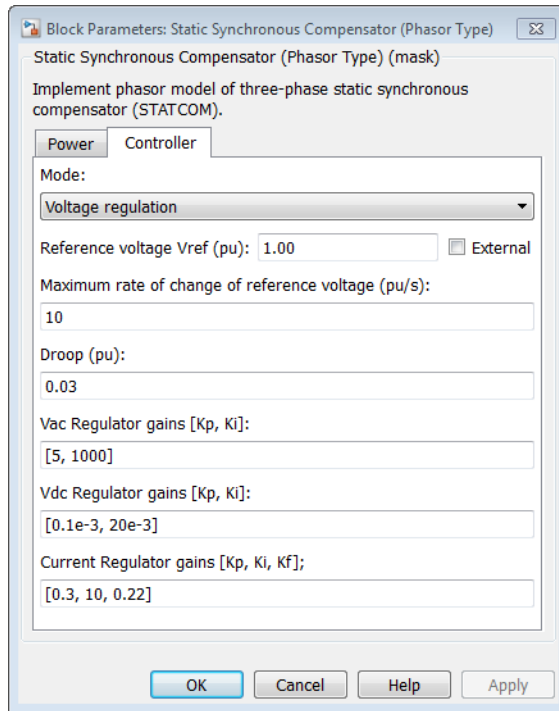 Block Parameters: Static Synchronous Compensator (Phasor Type)
Static Synchronous Compensator (Phasor Type) (mask)
Implement phasor model of three-phase static synchronous
compensator (STATCOM).
Power Controller
Mode:
Voltage regulation
Reference voltage Vref (pu): 1.00 External
Maximum rate of change of reference voltage (pu/s):
10
Droop (pu):
0.03
Vac Regulator gains [Kp, Ki]:
[5, 1000]
Vdc Regulator gains [Kp, Ki]:
[0.1e-3, 20e-3]
Current Regulator gains [Kp, Ki, Kf];
[0.3, 10, 0.22]
OK Cancel Help Apply